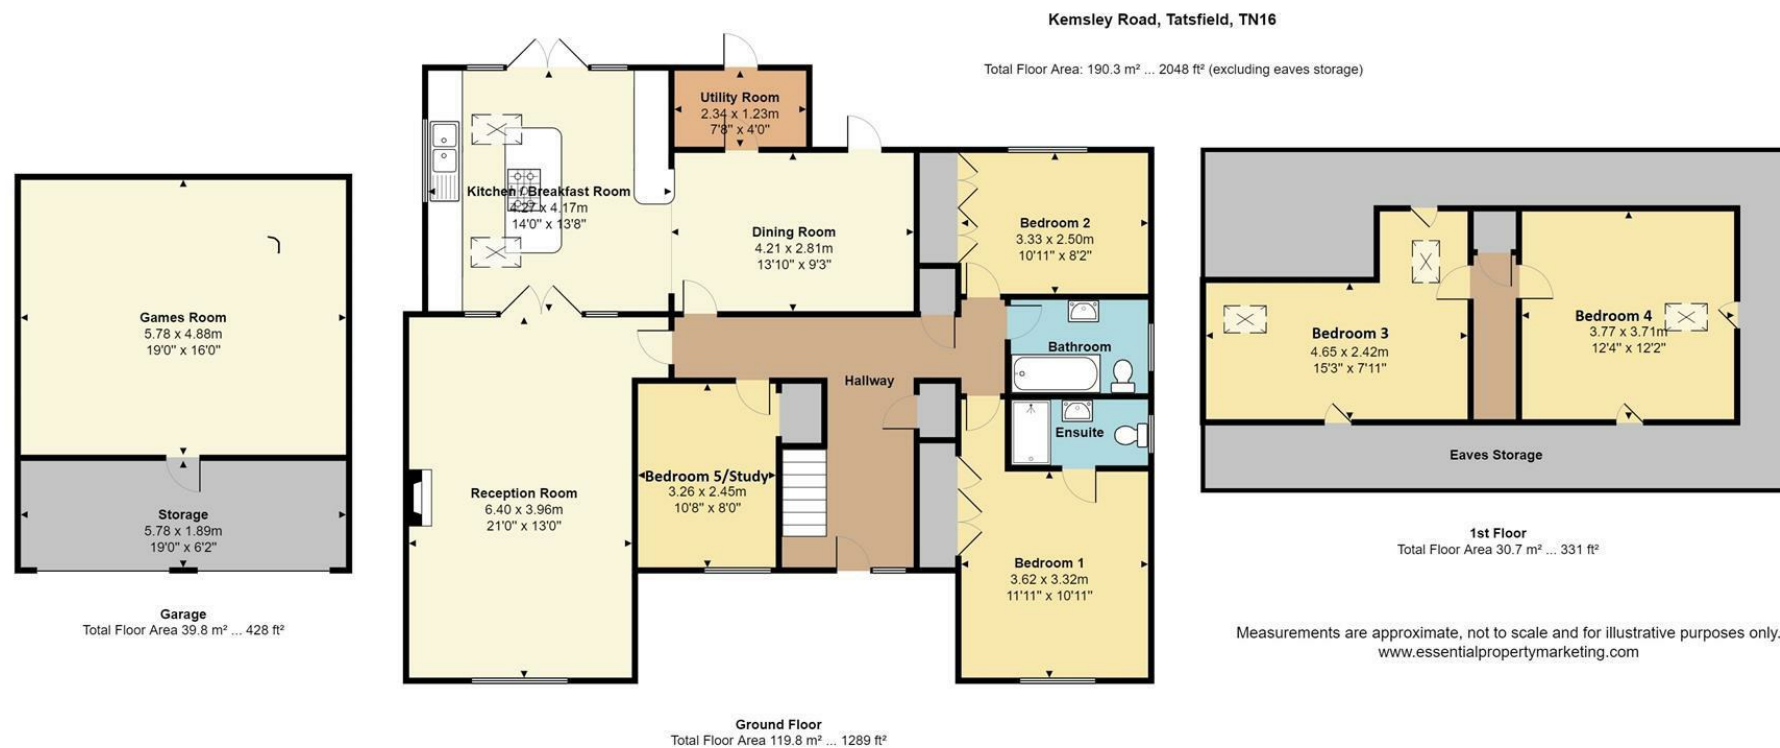 Kemsley Road, Tatsfield, TN16
Total Floor Area: 190.3 m² ... 2048 ft² (excluding eaves storage)
Games Room
5.78 x 4.88m
19'0" x 16'0"
Storage
5.78 x 1.89m
19'0" x 6'2"
Garage
Total Floor Area 39.8 m² ... 428 ft²
Utility Room
2.34 x 1.23m
7'8" x 4'0"
Kitchen / Breakfast Room
4.27 x 4.17m
14'0" x 13'8"
Dining Room
4.21 x 2.81m
13'10" x 9'3"
Bedroom 2
3.33 x 2.50m
10'11" x 8'2"
Bathroom
Hallway
Ensuite
Bedroom 5/Study
3.26 x 2.45m
10'8" x 8'0"
Reception Room
6.40 x 3.96m
21'0" x 13'0"
Bedroom 1
3.62 x 3.32m
11'11" x 10'11"
Ground Floor
Total Floor Area 119.8 m² ... 1289 ft²
Bedroom 3
4.65 x 2.42m
15'3" x 7'11"
Bedroom 4
3.77 x 3.71m
12'4" x 12'2"
Eaves Storage
1st Floor
Total Floor Area 30.7 m² ... 331 ft²
Measurements are approximate, not to scale and for illustrative purposes only.
www.essentialpropertymarketing.com